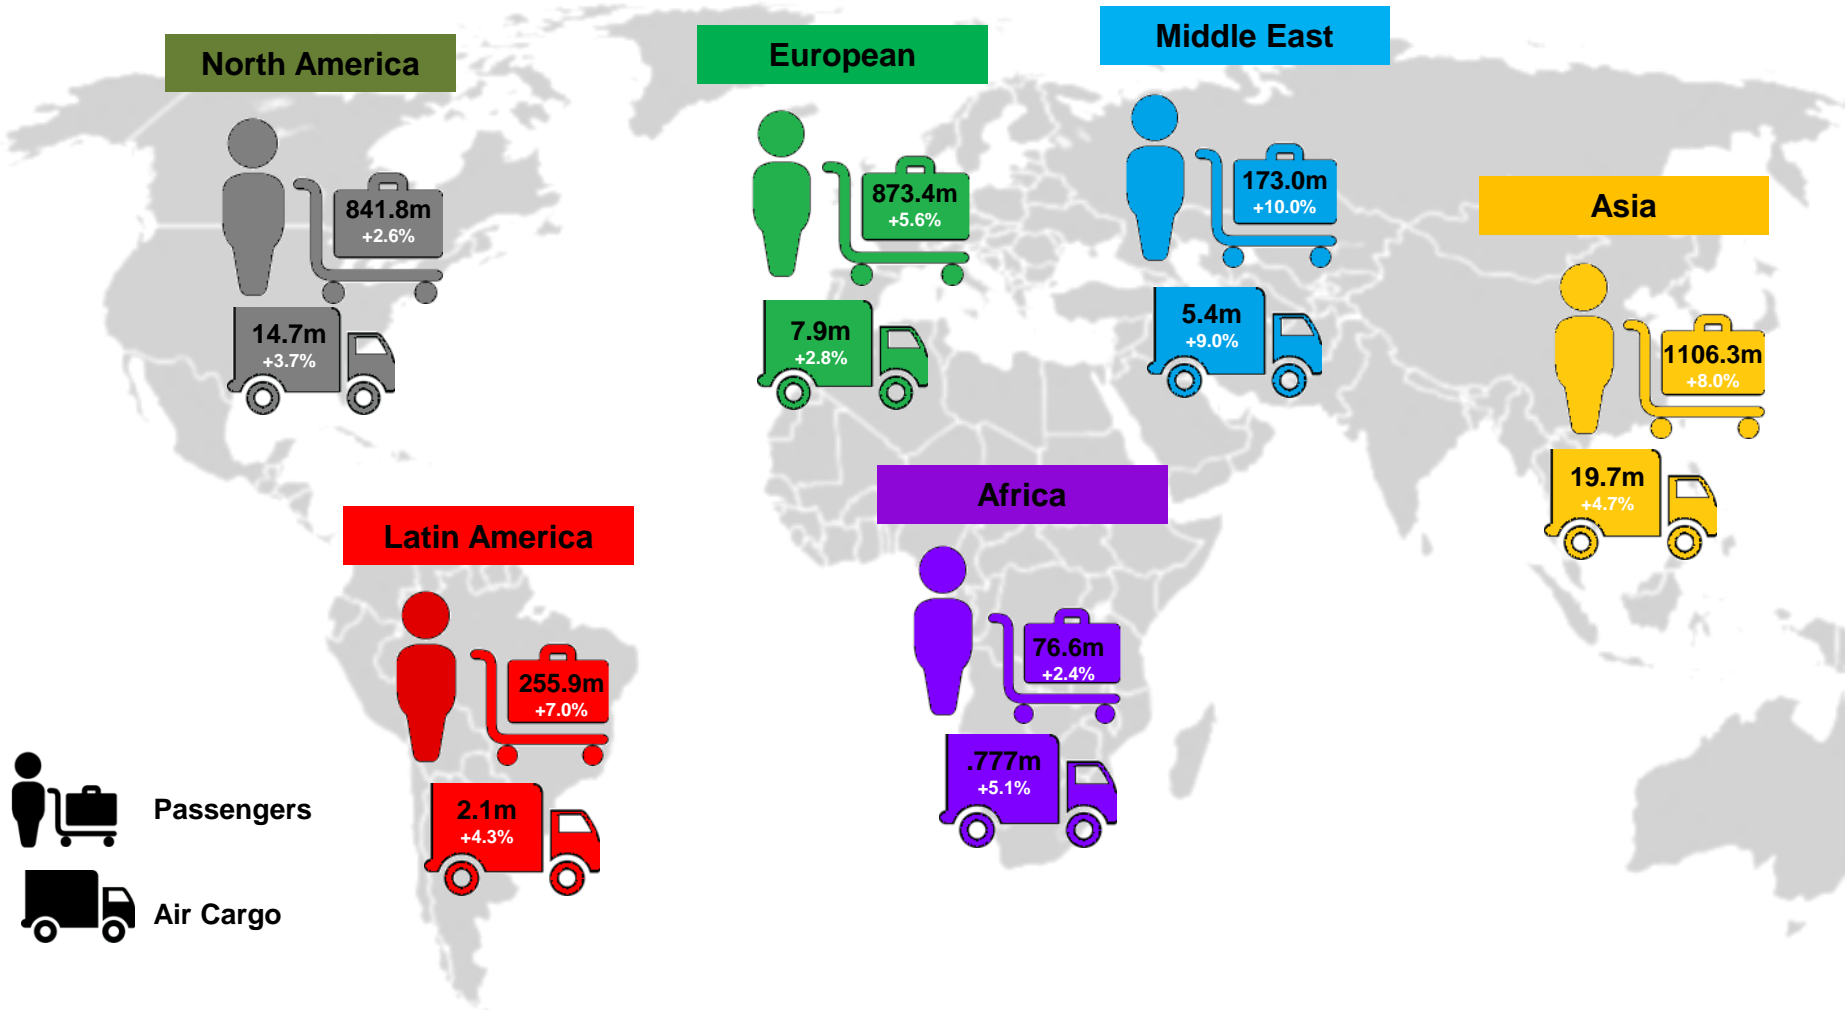 North America
841.8m
+2.6%
14.7m
+3.7%
European
873.4m
+5.6%
7.9m
+2.8%
Middle East
173.0m
+10.0%
5.4m
+9.0%
Asia
1106.3m
+8.0%
19.7m
+4.7%
Latin America
255.9m
+7.0%
2.1m
+4.3%
Africa
76.6m
+2.4%
.777m
+5.1%
Passengers
Air Cargo